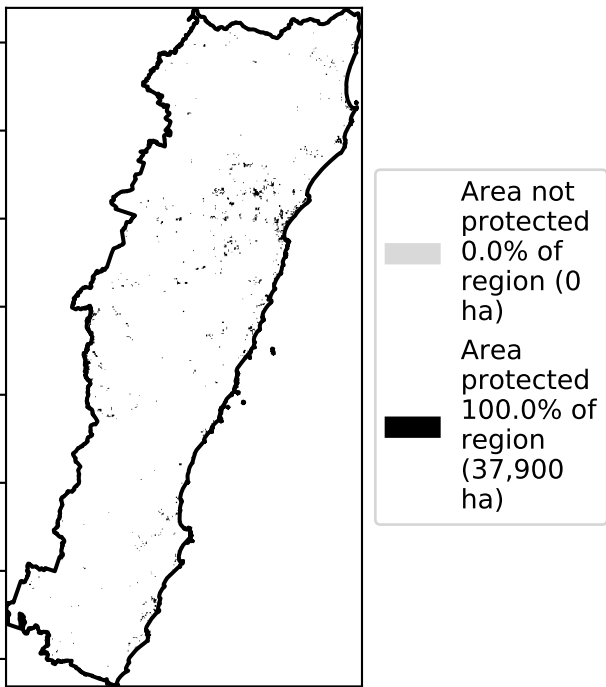 Area not
protected
0.0% of
region (0
ha)
Area
protected
100.0% of
region
(37,900
ha)